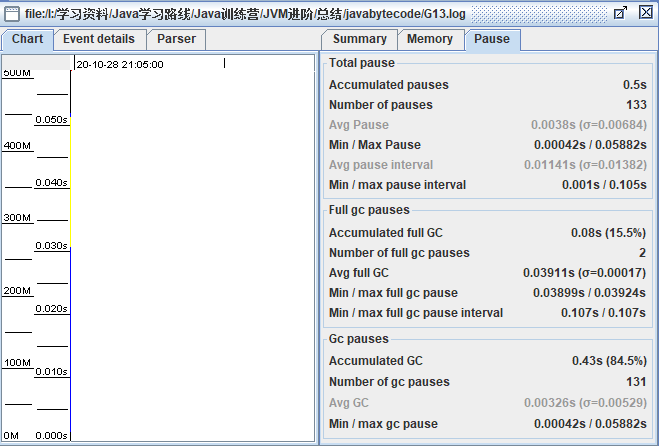 file:/I:/学习资料/Java学习路线/Java训练营/JVM进阶/总结/javabytecode/G13.log
Chart Event details Parser
20-10-28 21:05:00
500M
0.050s
400M
0.040s
300M
0.030s
200M
0.020s
100M
0.010s
0M 0.000s
Summary Memory Pause
Total pause
Accumulated pauses 0.5s
Number of pauses 133
Avg Pause 0.0038s (σ=0.00684)
Min / Max Pause 0.00042s / 0.05882s
Avg pause interval 0.01141s (σ=0.01382)
Min / max pause interval 0.001s / 0.105s
Full gc pauses
Accumulated full GC 0.08s (15.5%)
Number of full gc pauses 2
Avg full GC 0.03911s (σ=0.00017)
Min / max full gc pause 0.03899s / 0.03924s
Min / max full gc pause interval 0.107s / 0.107s
Gc pauses
Accumulated GC 0.43s (84.5%)
Number of gc pauses 131
Avg GC 0.00326s (σ=0.00529)
Min / max gc pause 0.00042s / 0.05882s